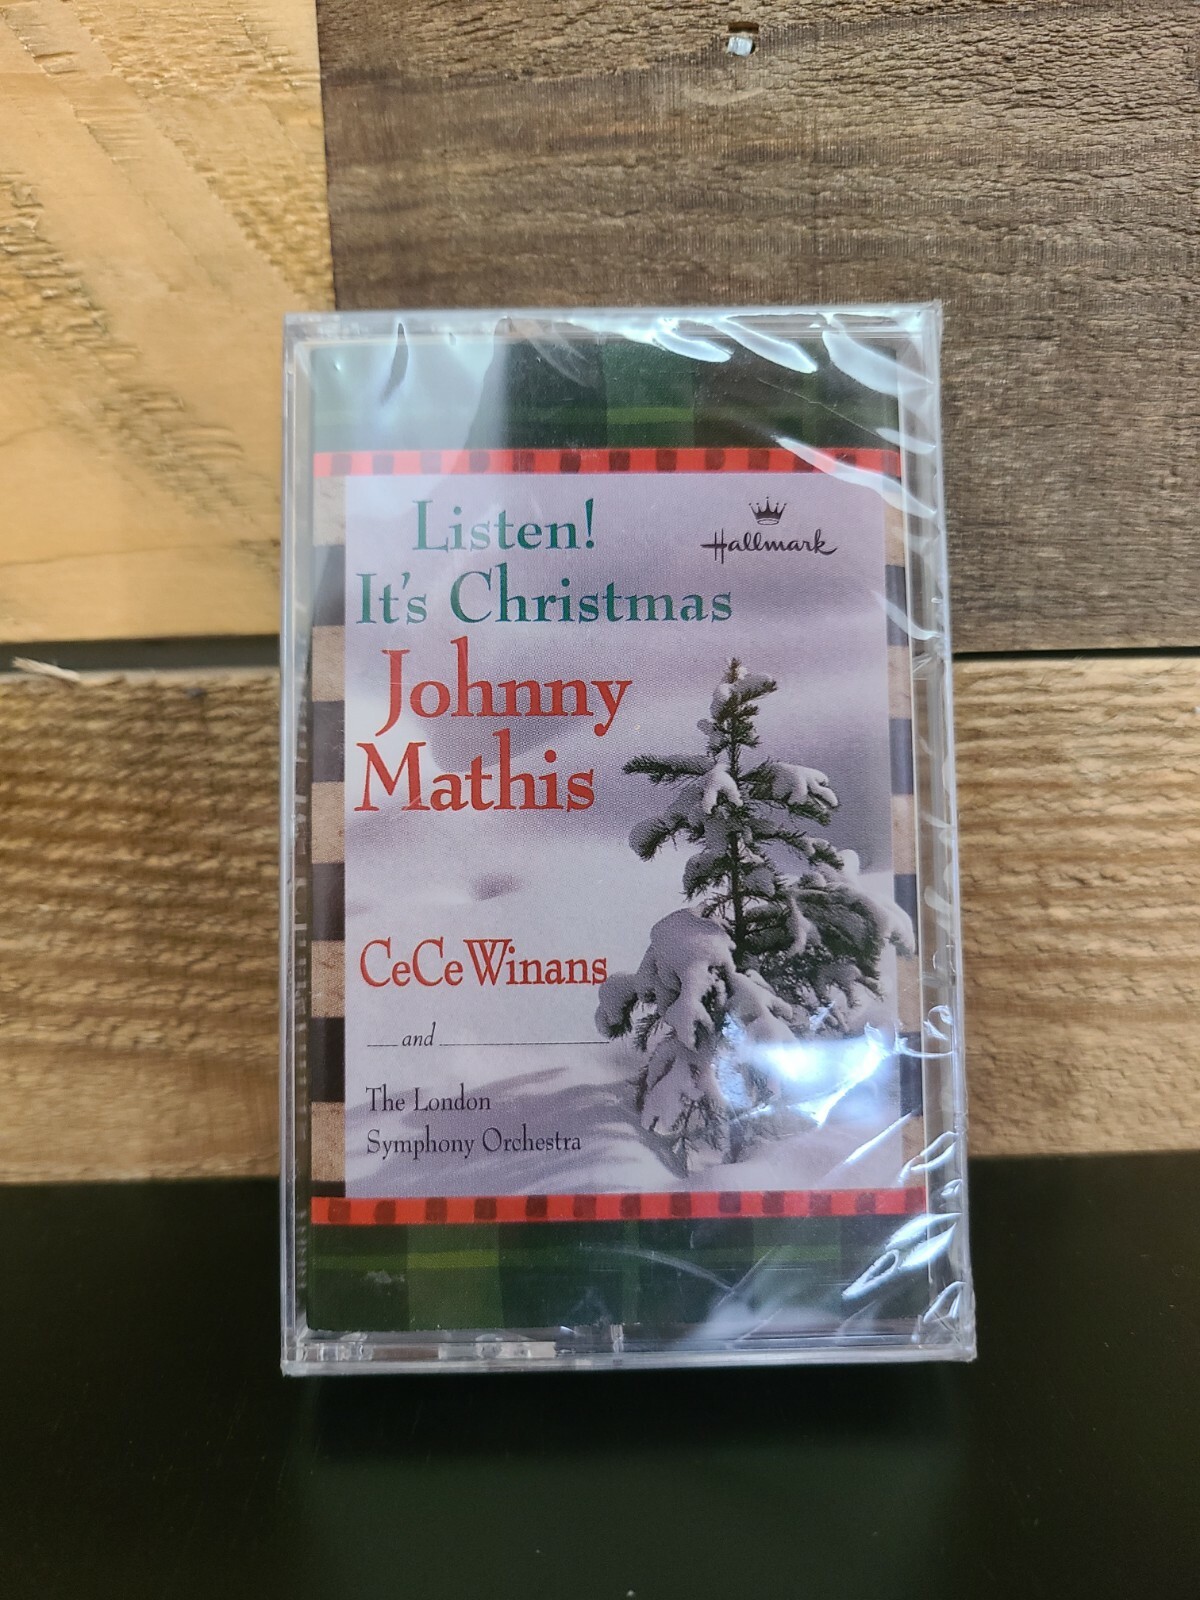 Listen!
Hallmark
It's Christmas
Johnny
Mathis
CeCe Winans
and
The London
Symphony Orchestra